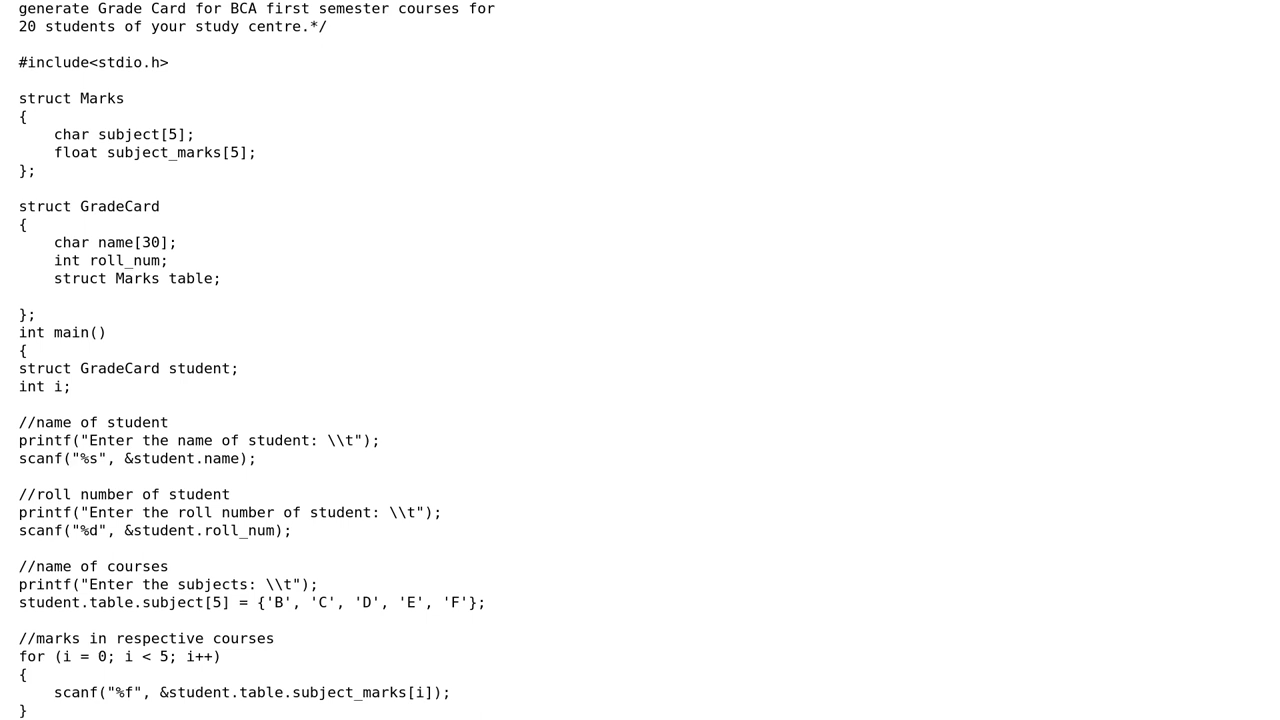 generate Grade Card for BCA first semester courses for
20 students of your study centre.*/
#include<stdio.h>
struct Marks
{
    char subject[5];
    float subject_marks[5];
};
struct GradeCard
{
    char name[30];
    int roll_num;
    struct Marks table;
};
int main()
{
struct GradeCard student;
int i;
//name of student
printf("Enter the name of student: \\t");
scanf("%s", &student.name);
//roll number of student
printf("Enter the roll number of student: \\t");
scanf("%d", &student.roll_num);
//name of courses
printf("Enter the subjects: \\t");
student.table.subject[5] = {'B', 'C', 'D', 'E', 'F'};
//marks in respective courses
for (i = 0; i < 5; i++)
{
    scanf("%f", &student.table.subject_marks[i]);
}